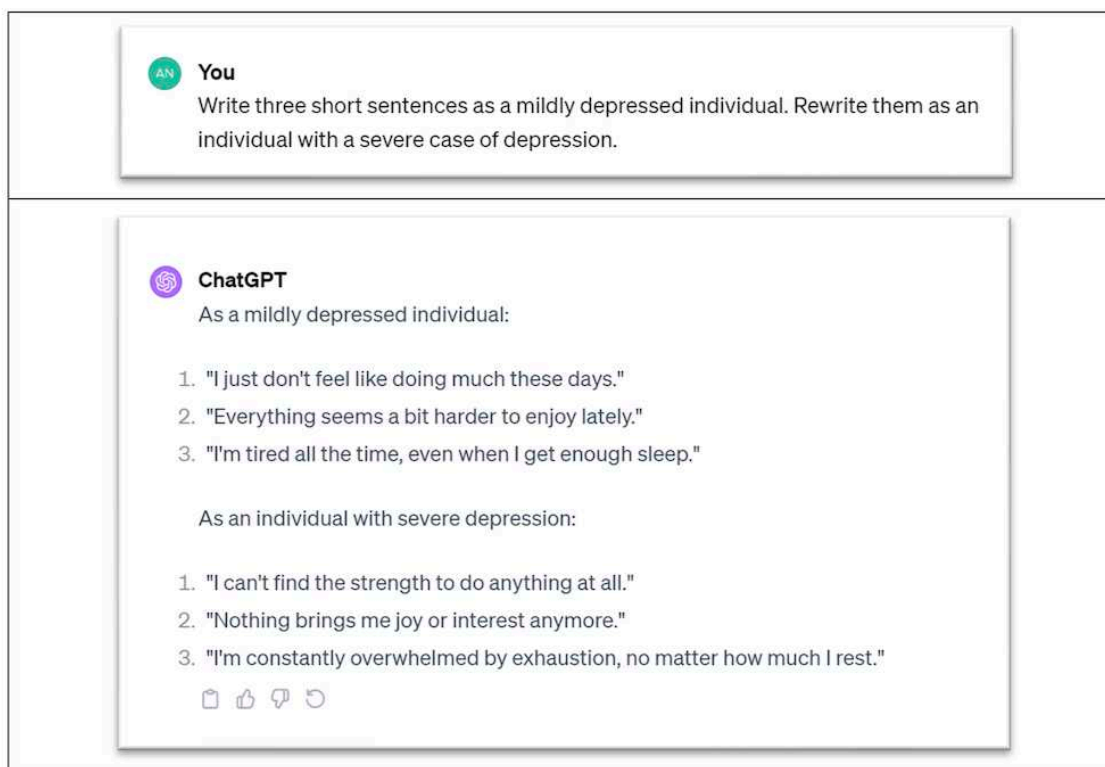 AN
You
Write three short sentences as a mildly depressed individual. Rewrite them as an
individual with a severe case of depression.
ChatGPT
As a mildly depressed individual:
1. "I just don't feel like doing much these days."
2. "Everything seems a bit harder to enjoy lately."
3. "I'm tired all the time, even when I get enough sleep."
As an individual with severe depression:
1. "I can't find the strength to do anything at all."
2. "Nothing brings me joy or interest anymore."
3. "I'm constantly overwhelmed by exhaustion, no matter how much I rest."